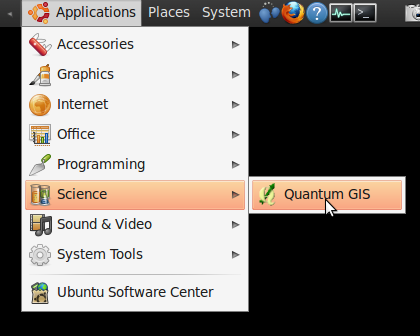 Applications Places System
Accessories
Graphics
Internet
Office
Programming
Science
Quantum GIS
Sound & Video
System Tools
Ubuntu Software Center